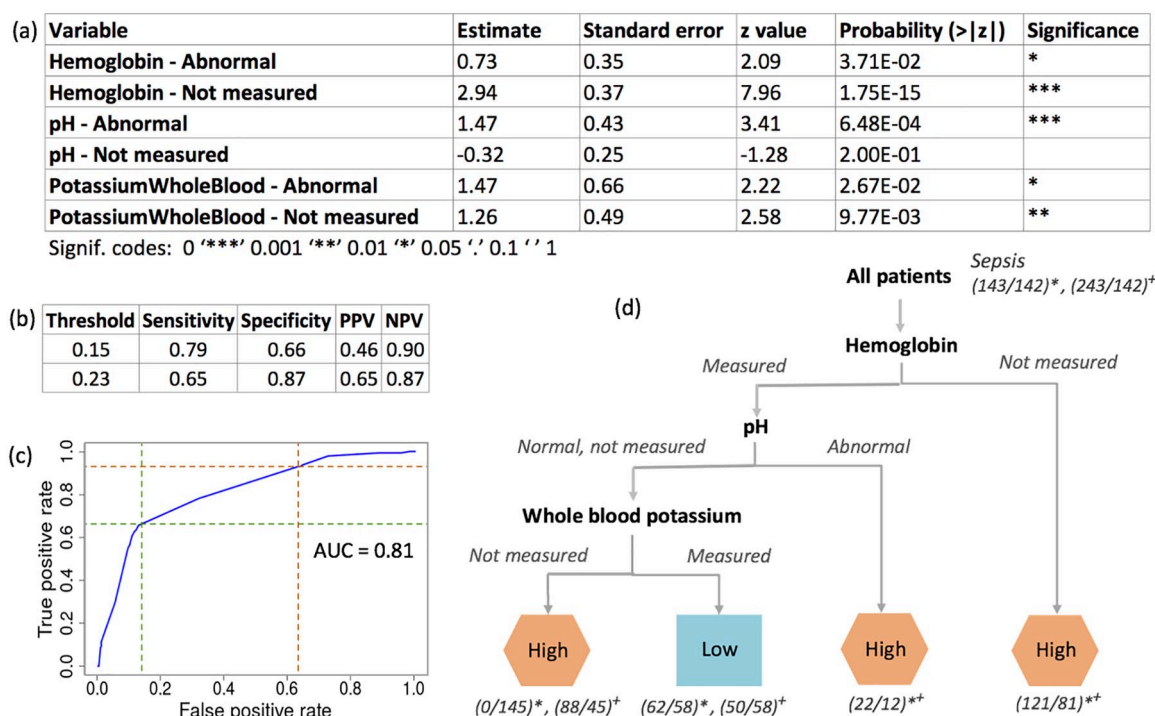 (a)
Variable Estimate Standard error z value Probability (>|z|) Significance
Hemoglobin - Abnormal 0.73 0.35 2.09 3.71E-02 *
Hemoglobin - Not measured 2.94 0.37 7.96 1.75E-15 ***
pH - Abnormal 1.47 0.43 3.41 6.48E-04 ***
pH - Not measured -0.32 0.25 -1.28 2.00E-01
PotassiumWholeBlood - Abnormal 1.47 0.66 2.22 2.67E-02 *
PotassiumWholeBlood - Not measured 1.26 0.49 2.58 9.77E-03 **
Signif. codes: 0 ‘***’ 0.001 ‘**’ 0.01 ‘*’ 0.05 ‘.’ 0.1 ‘ ’ 1
(b)
Threshold Sensitivity Specificity PPV NPV
0.15 0.79 0.66 0.46 0.90
0.23 0.65 0.87 0.65 0.87
(c)
True positive rate
1.0
0.8
0.6
0.4
0.2
0.0
AUC = 0.81
0.0 0.2 0.4 0.6 0.8 1.0
False positive rate
(d)
All patients
Sepsis
(143/142)*, (243/142)+
Hemoglobin
Measured Not measured
pH
Normal, not measured Abnormal
Whole blood potassium
Not measured Measured
High Low High High
(0/145)*, (88/45)+ (62/58)*, (50/58)+ (22/12)*+ (121/81)*+